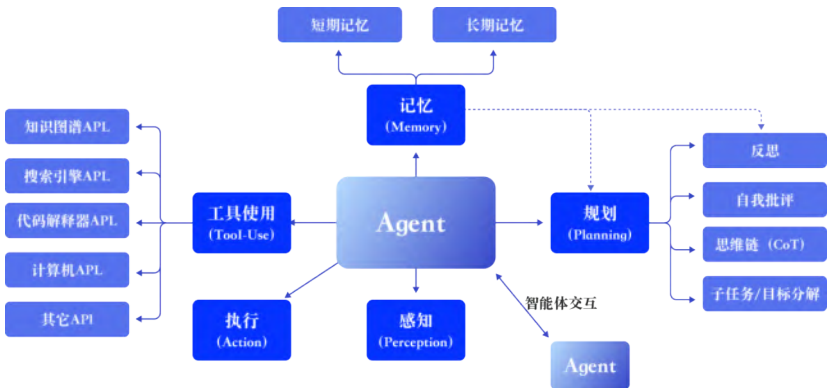 短期记忆
长期记忆
记忆
(Memory)
知识图谱APL
搜索引擎APL
代码解释器APL
计算机APL
其它API
工具使用
(Tool-Use)
Agent
规划
(Planning)
反思
自我批评
思维链（CoT）
子任务/目标分解
执行
(Action)
感知
(Perception)
智能体交互
Agent